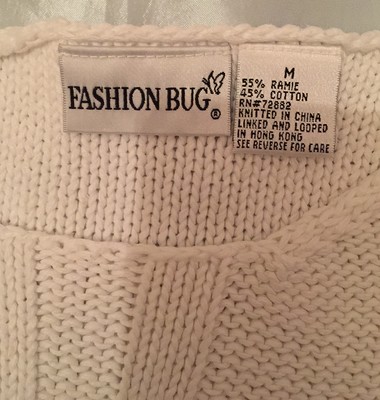 FASHION BUG®
M
55% RAMIE
45% COTTON
RN#72882
KNITTED IN CHINA
LINKED AND LOOPED
IN HONG KONG
SEE REVERSE FOR CARE